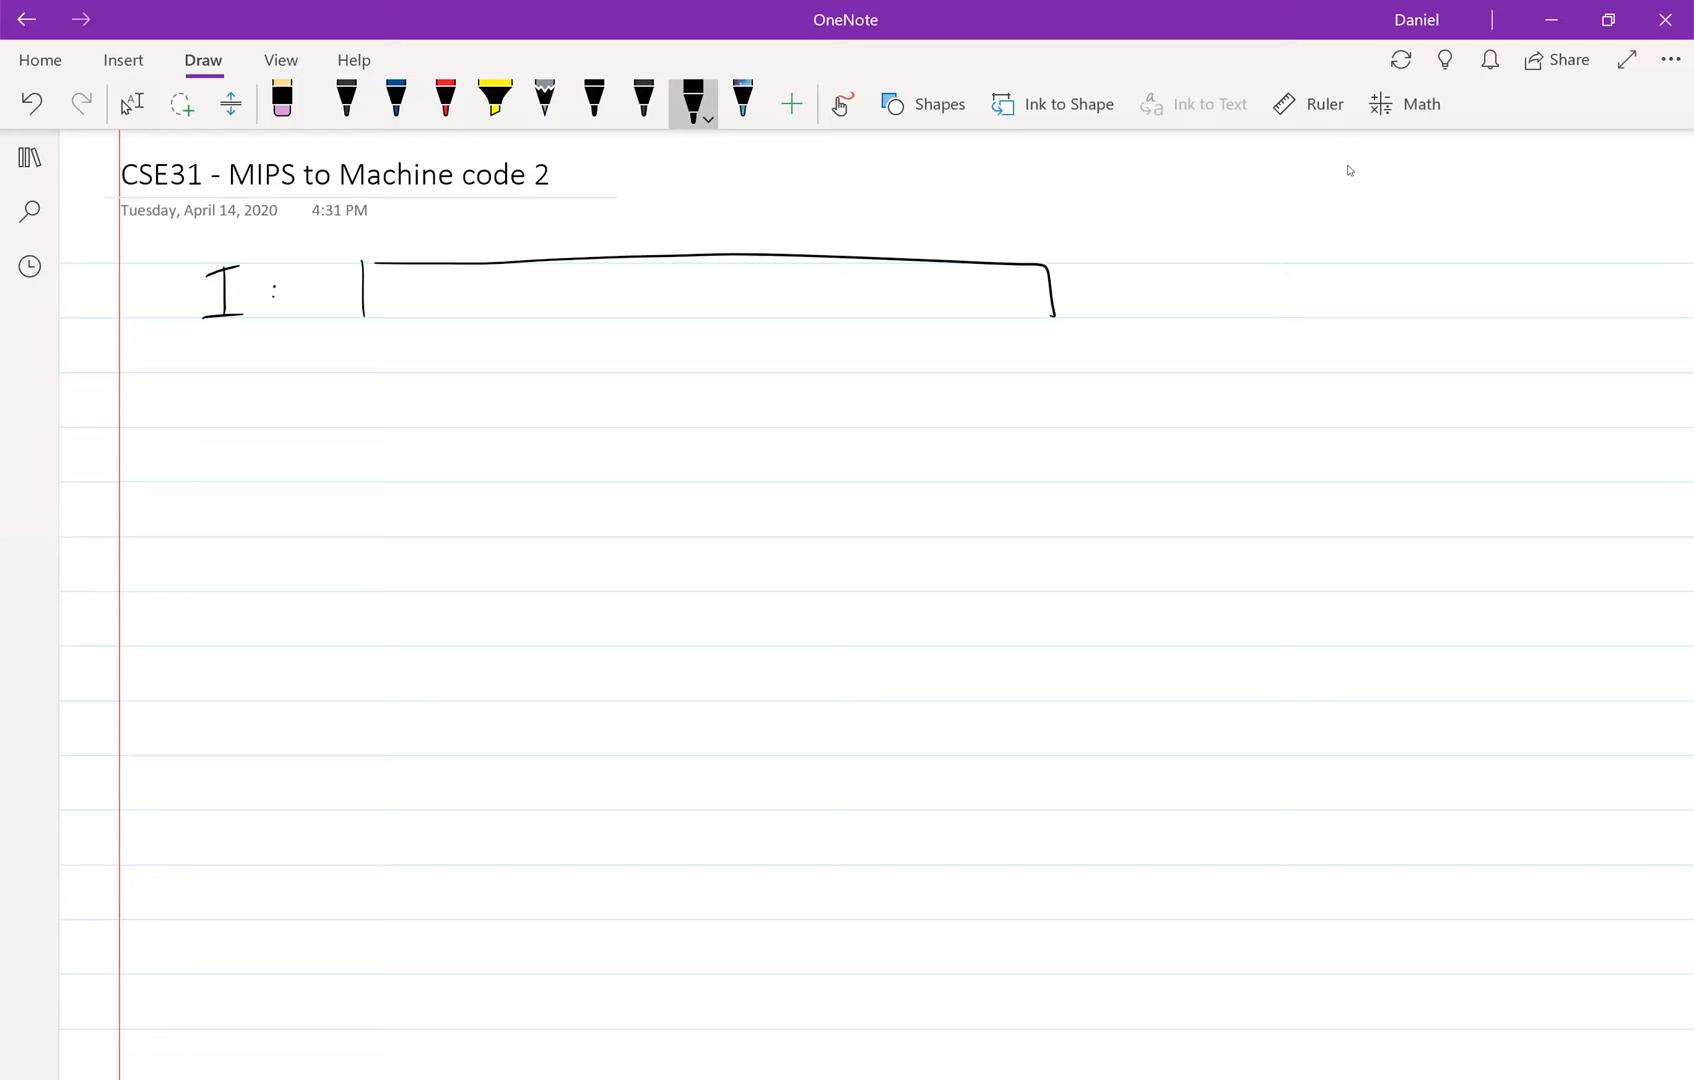 OneNote
Daniel
Home Insert Draw View Help
Share
Shapes Ink to Shape Ink to Text Ruler Math
CSE31 - MIPS to Machine code 2
Tuesday, April 14, 2020 4:31 PM
I :